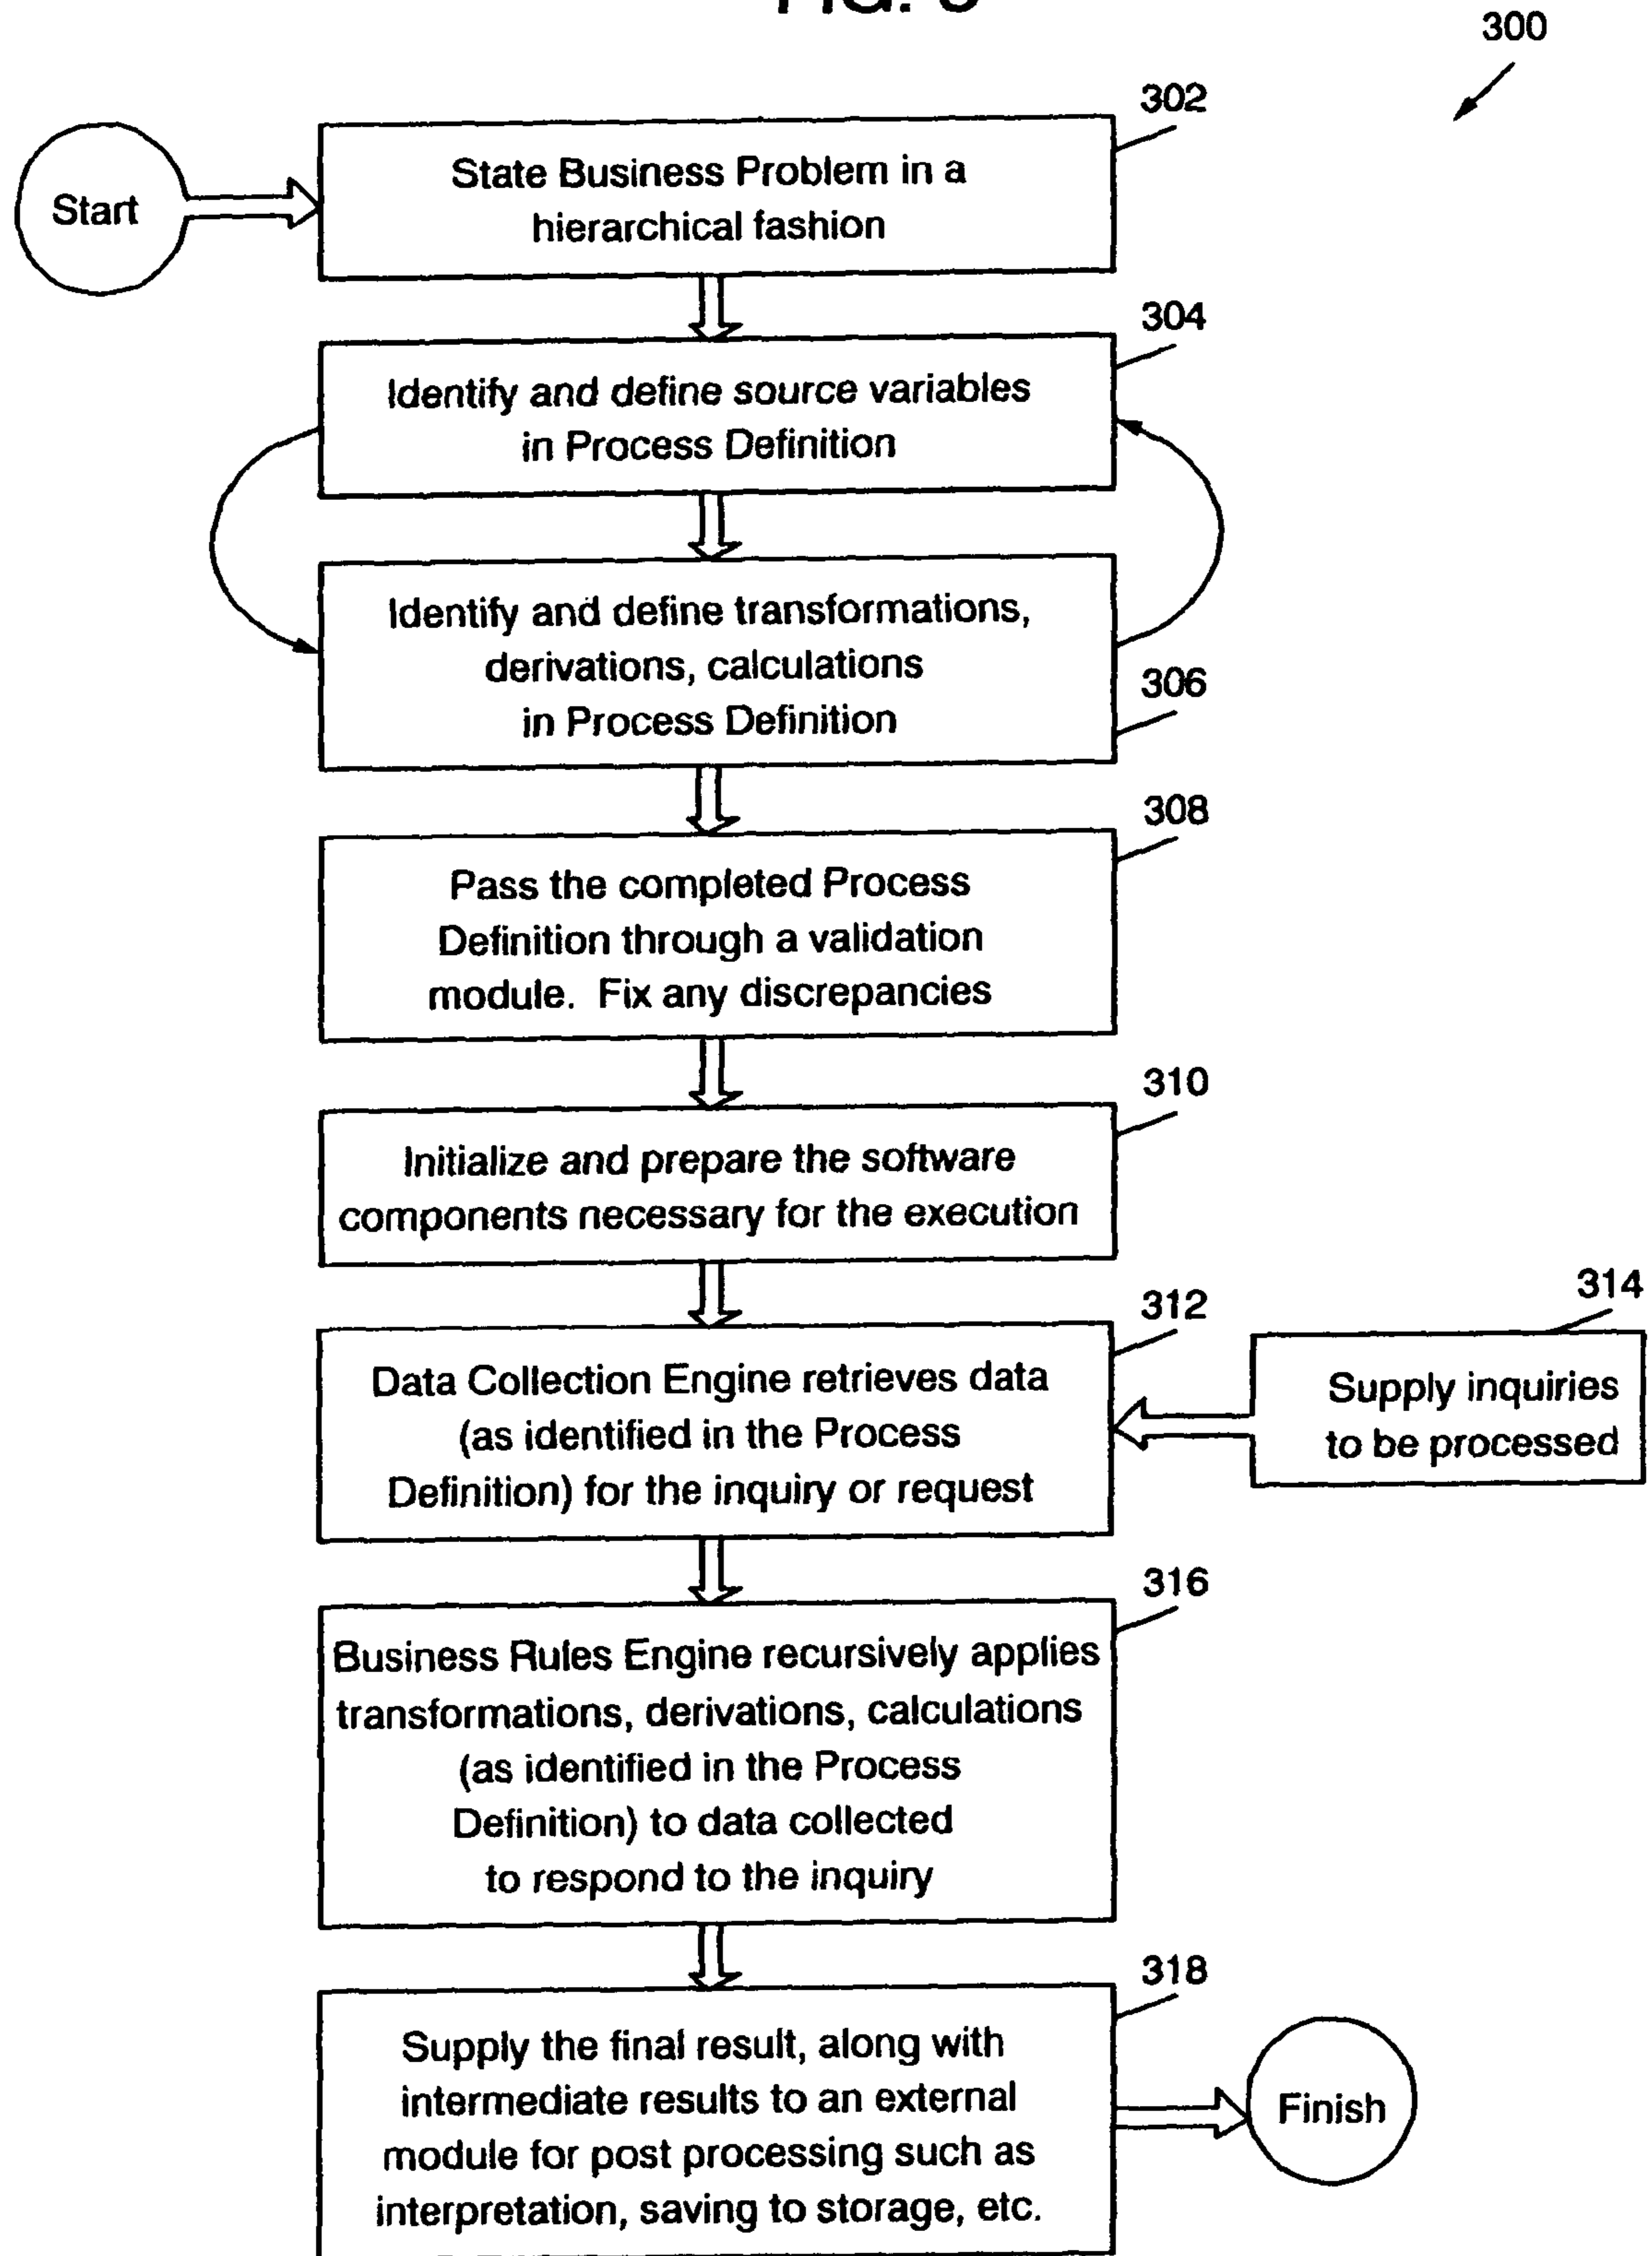 300
302
Start
State Business Problem in a
hierarchical fashion
304
Identify and define source variables
in Process Definition
Identify and define transformations,
derivations, calculations
in Process Definition
306
308
Pass the completed Process
Definition through a validation
module. Fix any discrepancies
310
Initialize and prepare the software
components necessary for the execution
312
314
Data Collection Engine retrieves data
(as identified in the Process
Definition) for the inquiry or request
Supply inquiries
to be processed
316
Business Rules Engine recursively applies
transformations, derivations, calculations
(as identified in the Process
Definition) to data collected
to respond to the inquiry
318
Supply the final result, along with
intermediate results to an external
module for post processing such as
interpretation, saving to storage, etc.
Finish